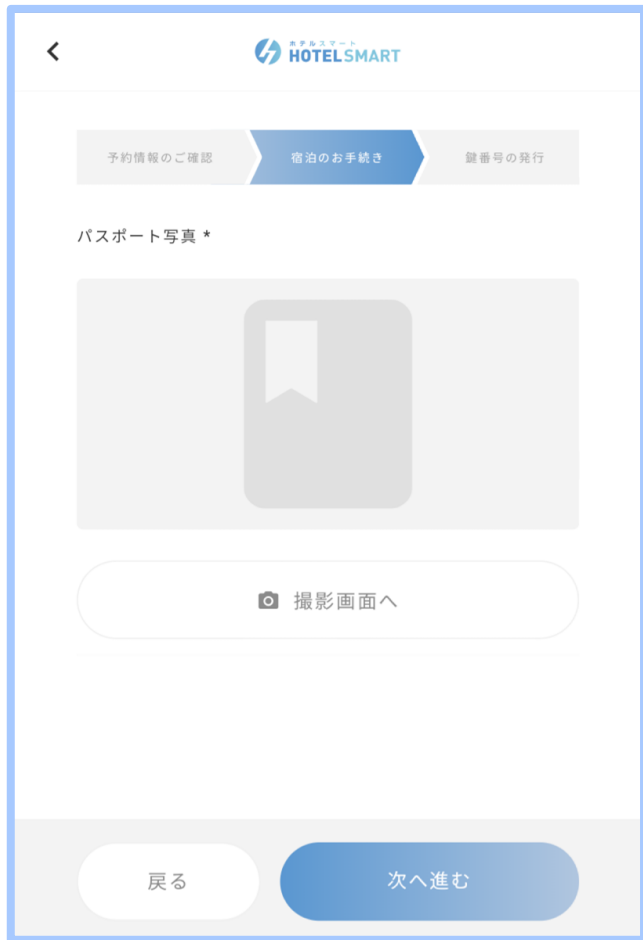 ホテルスマート
HOTELSMART
予約情報のご確認
宿泊のお手続き
鍵番号の発行
パスポート写真 *
撮影画面へ
戻る
次へ進む